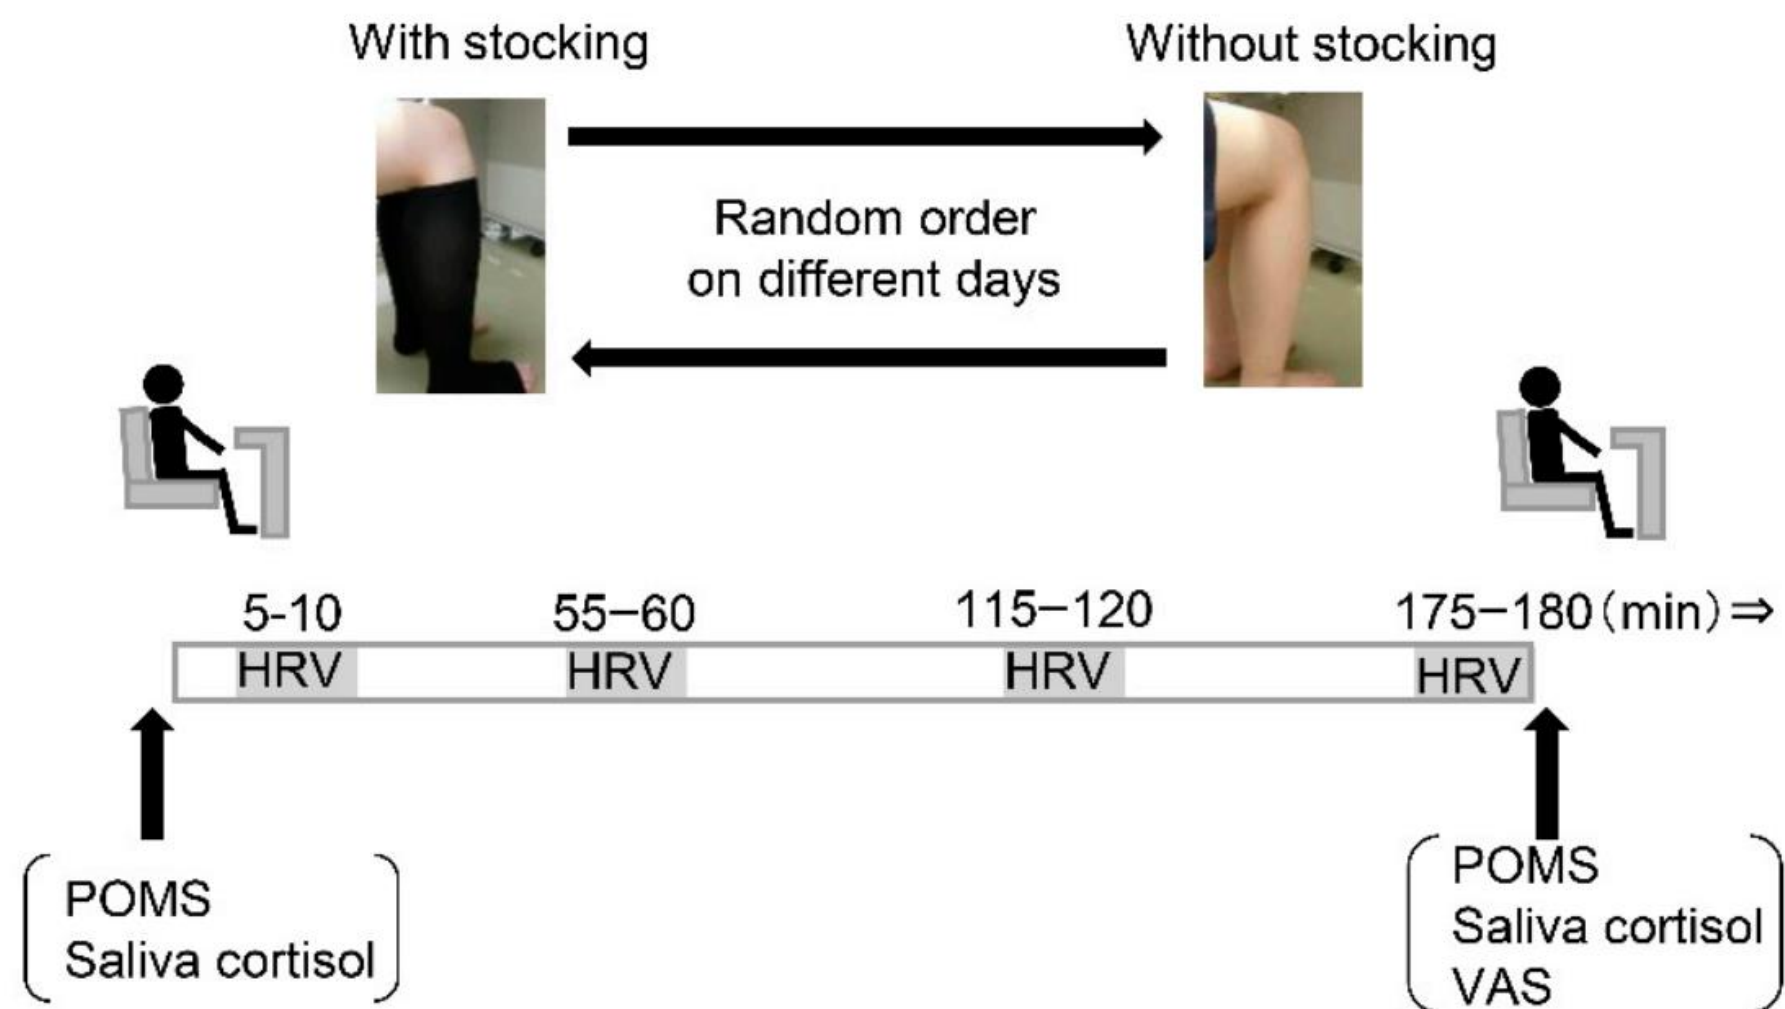 With stocking
Without stocking
Random order
on different days
5-10
55−60
115−120
175−180(min)⇒
HRV
HRV
HRV
HRV
POMS
Saliva cortisol
POMS
Saliva cortisol
VAS